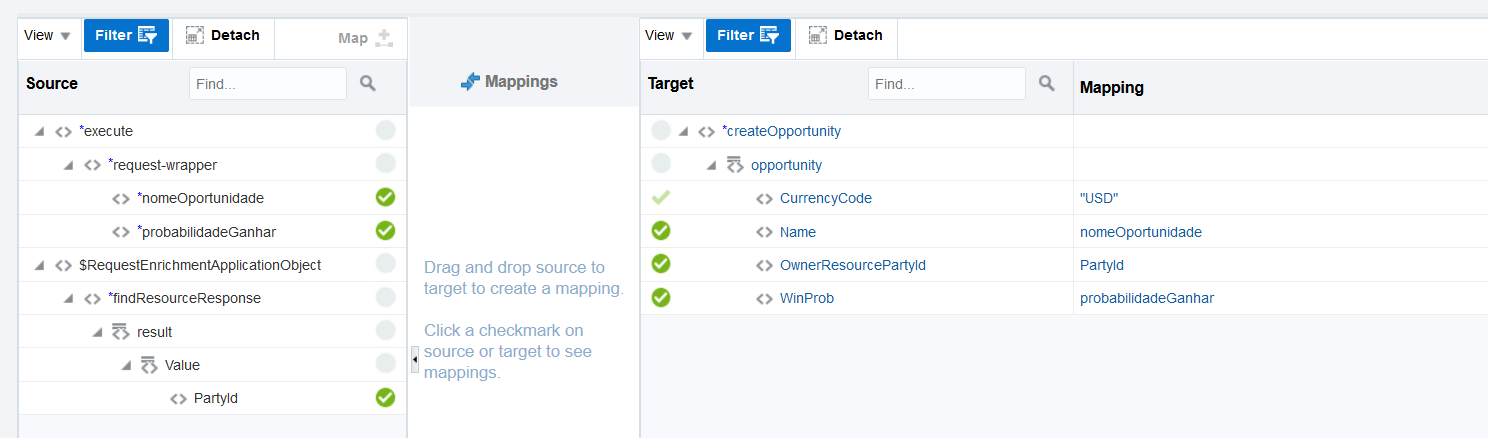 View Filter Detach Map
Source Find...
*execute
*request-wrapper
*nomeOportunidade
*probabilidadeGanhar
$RequestEnrichmentApplicationObject
*findResourceResponse
result
Value
PartyId
Mappings
Drag and drop source to
target to create a mapping.
Click a checkmark on
source or target to see
mappings.
View Filter Detach
Target Find... Mapping
*createOpportunity
opportunity
CurrencyCode "USD"
Name nomeOportunidade
OwnerResourcePartyId PartyId
WinProb probabilidadeGanhar